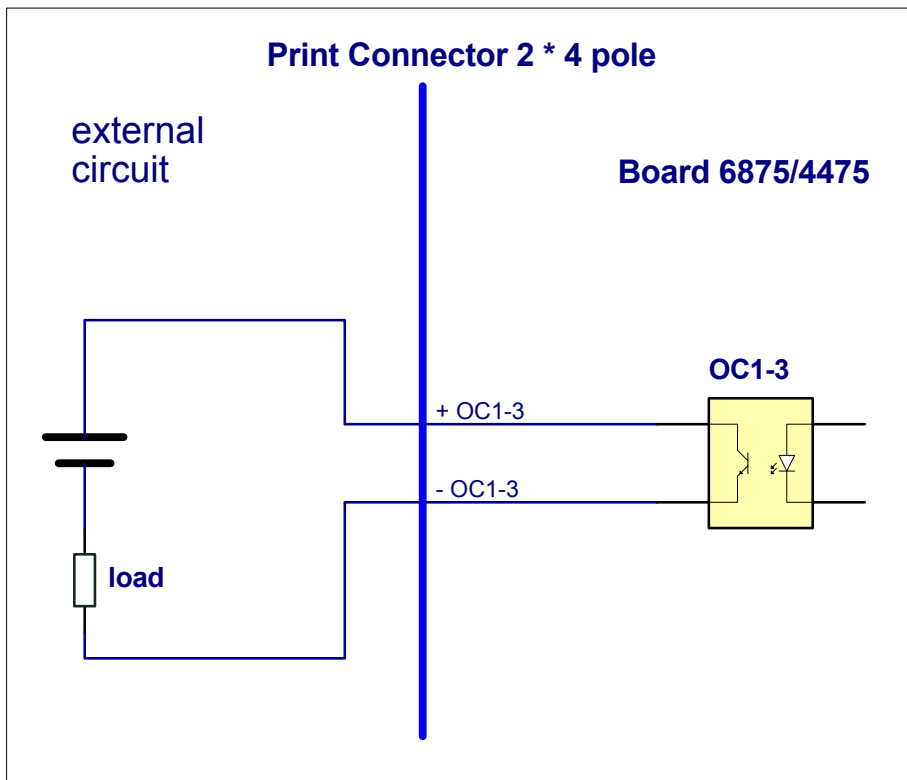 Print Connector 2 * 4 pole
external
circuit
Board 6875/4475
OC1-3
+ OC1-3
- OC1-3
load